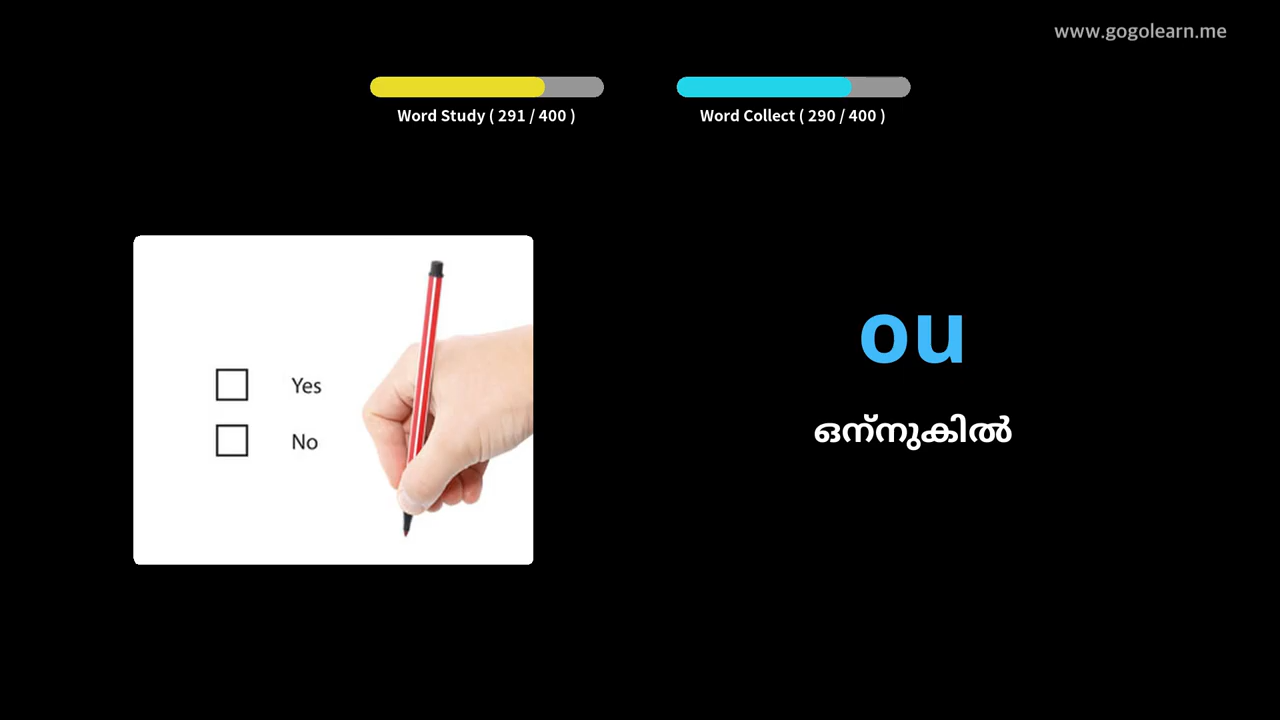 www.gogolearn.me
Word Study ( 291 / 400 )
Word Collect ( 290 / 400 )
Yes
No
ou
ഒന്നുകിൽ